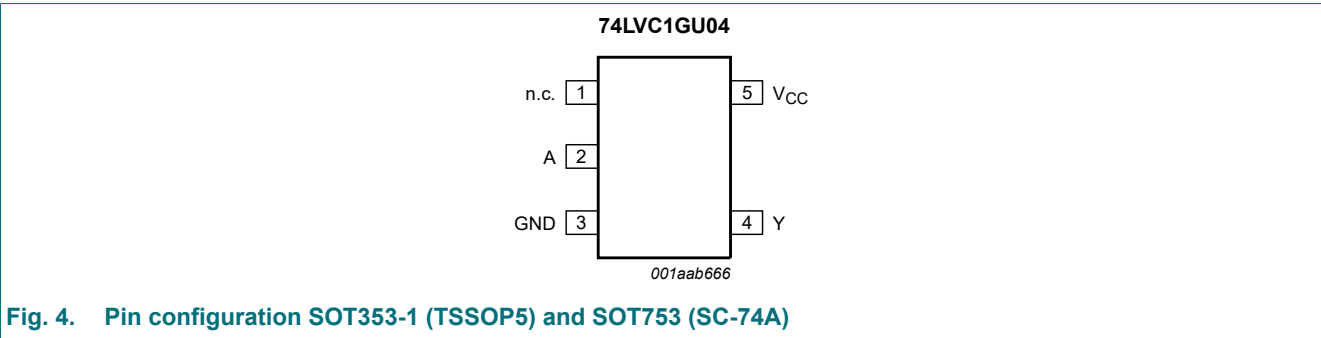 74LVC1GU04
n.c. 1 5 VCC
A 2
GND 3 4 Y
001aab666
Fig. 4. Pin configuration SOT353-1 (TSSOP5) and SOT753 (SC-74A)